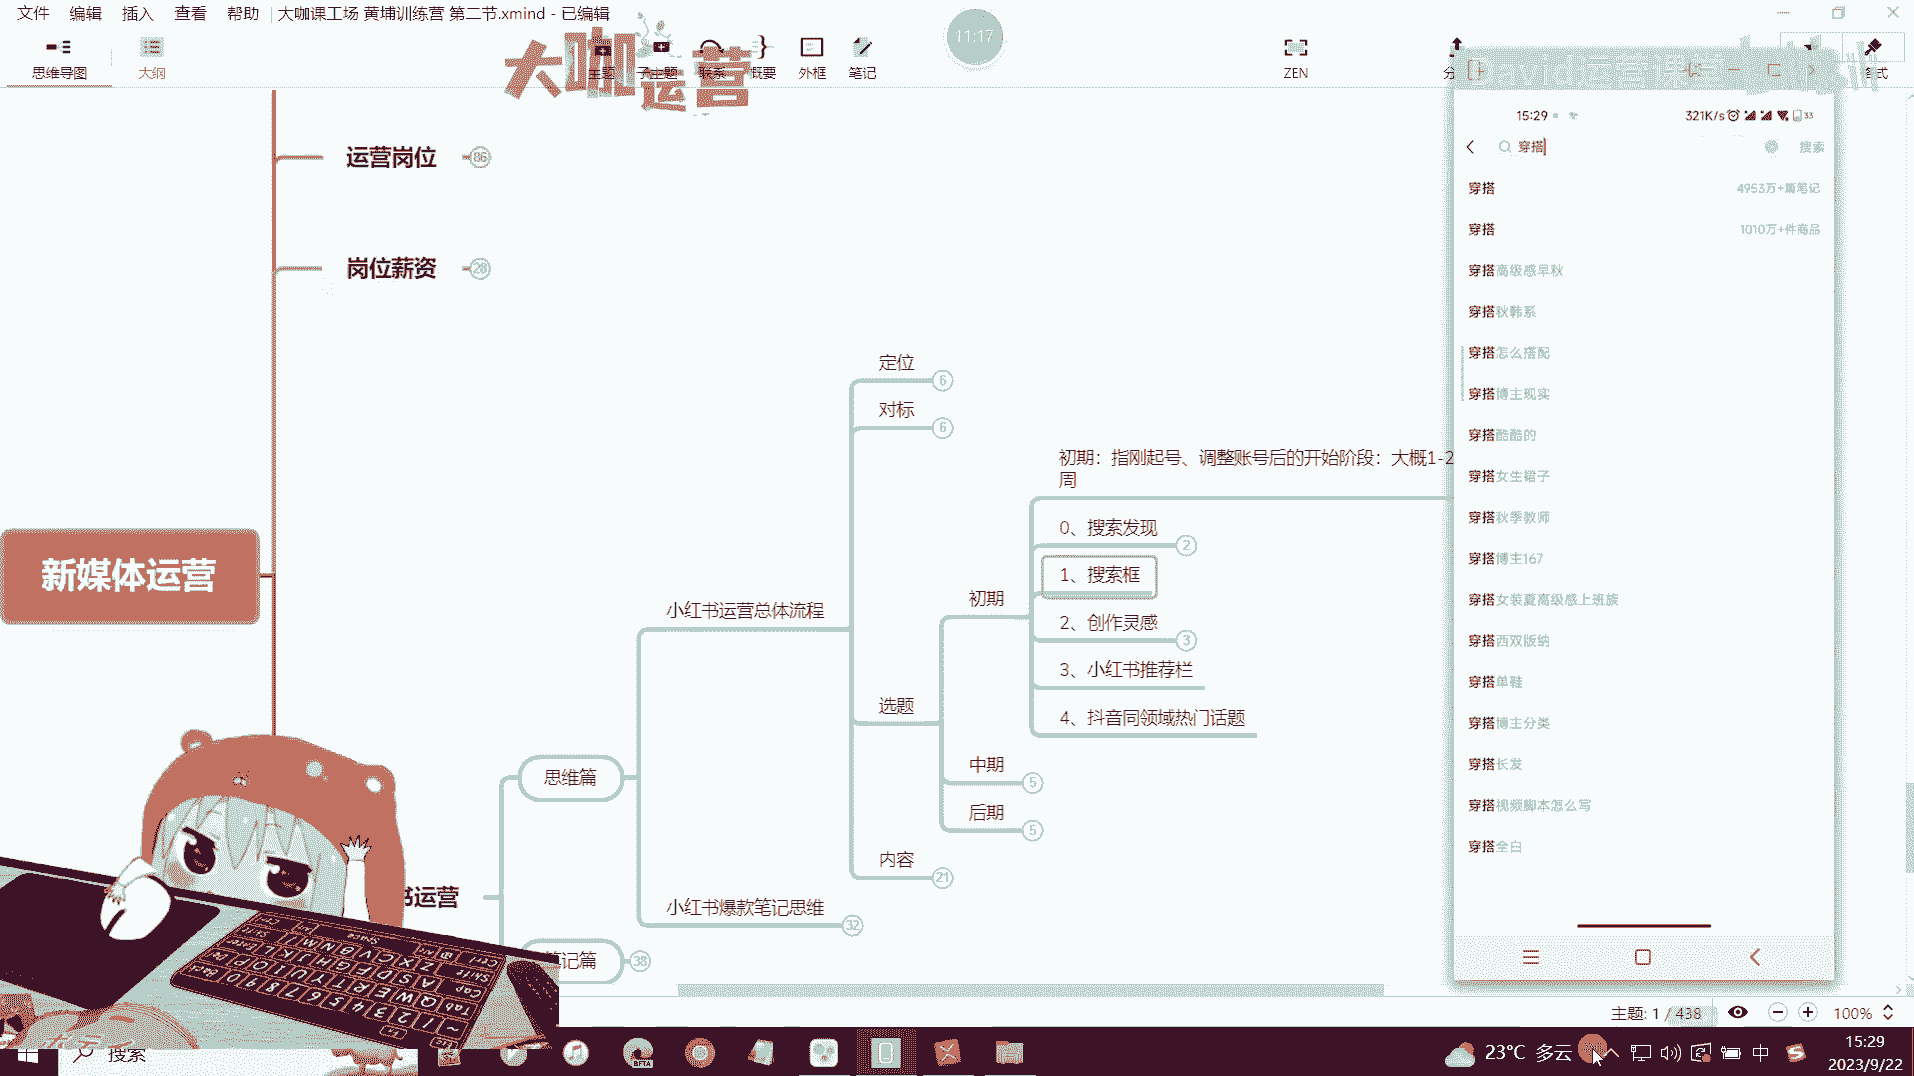 文件 编辑 插入 查看 帮助 大咖课工场 黄埔训练营 第二节.xmind - 已编辑
思维导图
大纲
主题
子主题
联系
概要
外框
笔记
11:17
ZEN
大咖运营
运营岗位 86
岗位薪资 28
新媒体运营
书运营
思维篇
笔记篇 38
小红书运营总体流程
小红书爆款笔记思维 32
定位 6
对标 6
选题
内容 21
初期
中期 5
后期 5
初期：指刚起号、调整账号后的开始阶段：大概1-2
周
0、搜索发现 2
1、搜索框
2、创作灵感 3
3、小红书推荐栏
4、抖音同领域热门话题
15:29 321K/s 33
穿搭 搜索
穿搭 4953万+篇笔记
穿搭 1010万+件商品
穿搭高级感早秋
穿搭秋韩系
穿搭怎么搭配
穿搭博主现实
穿搭酷酷的
穿搭女生裙子
穿搭秋季教师
穿搭博主167
穿搭女装夏高级感上班族
穿搭西双版纳
穿搭单鞋
穿搭博主分类
穿搭长发
穿搭视频脚本怎么写
穿搭全白
主题: 1 / 438 100%
搜索
BETA
23°C 多云 中
15:29
2023/9/22